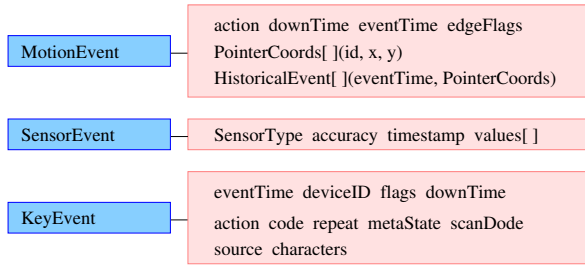 action downTime eventTime edgeFlags
MotionEvent
PointerCoords[ ](id, x, y)
HistoricalEvent[ ](eventTime, PointerCoords)
SensorEvent
SensorType accuracy timestamp values[ ]
eventTime deviceID flags downTime
KeyEvent
action code repeat metaState scanDode
source characters